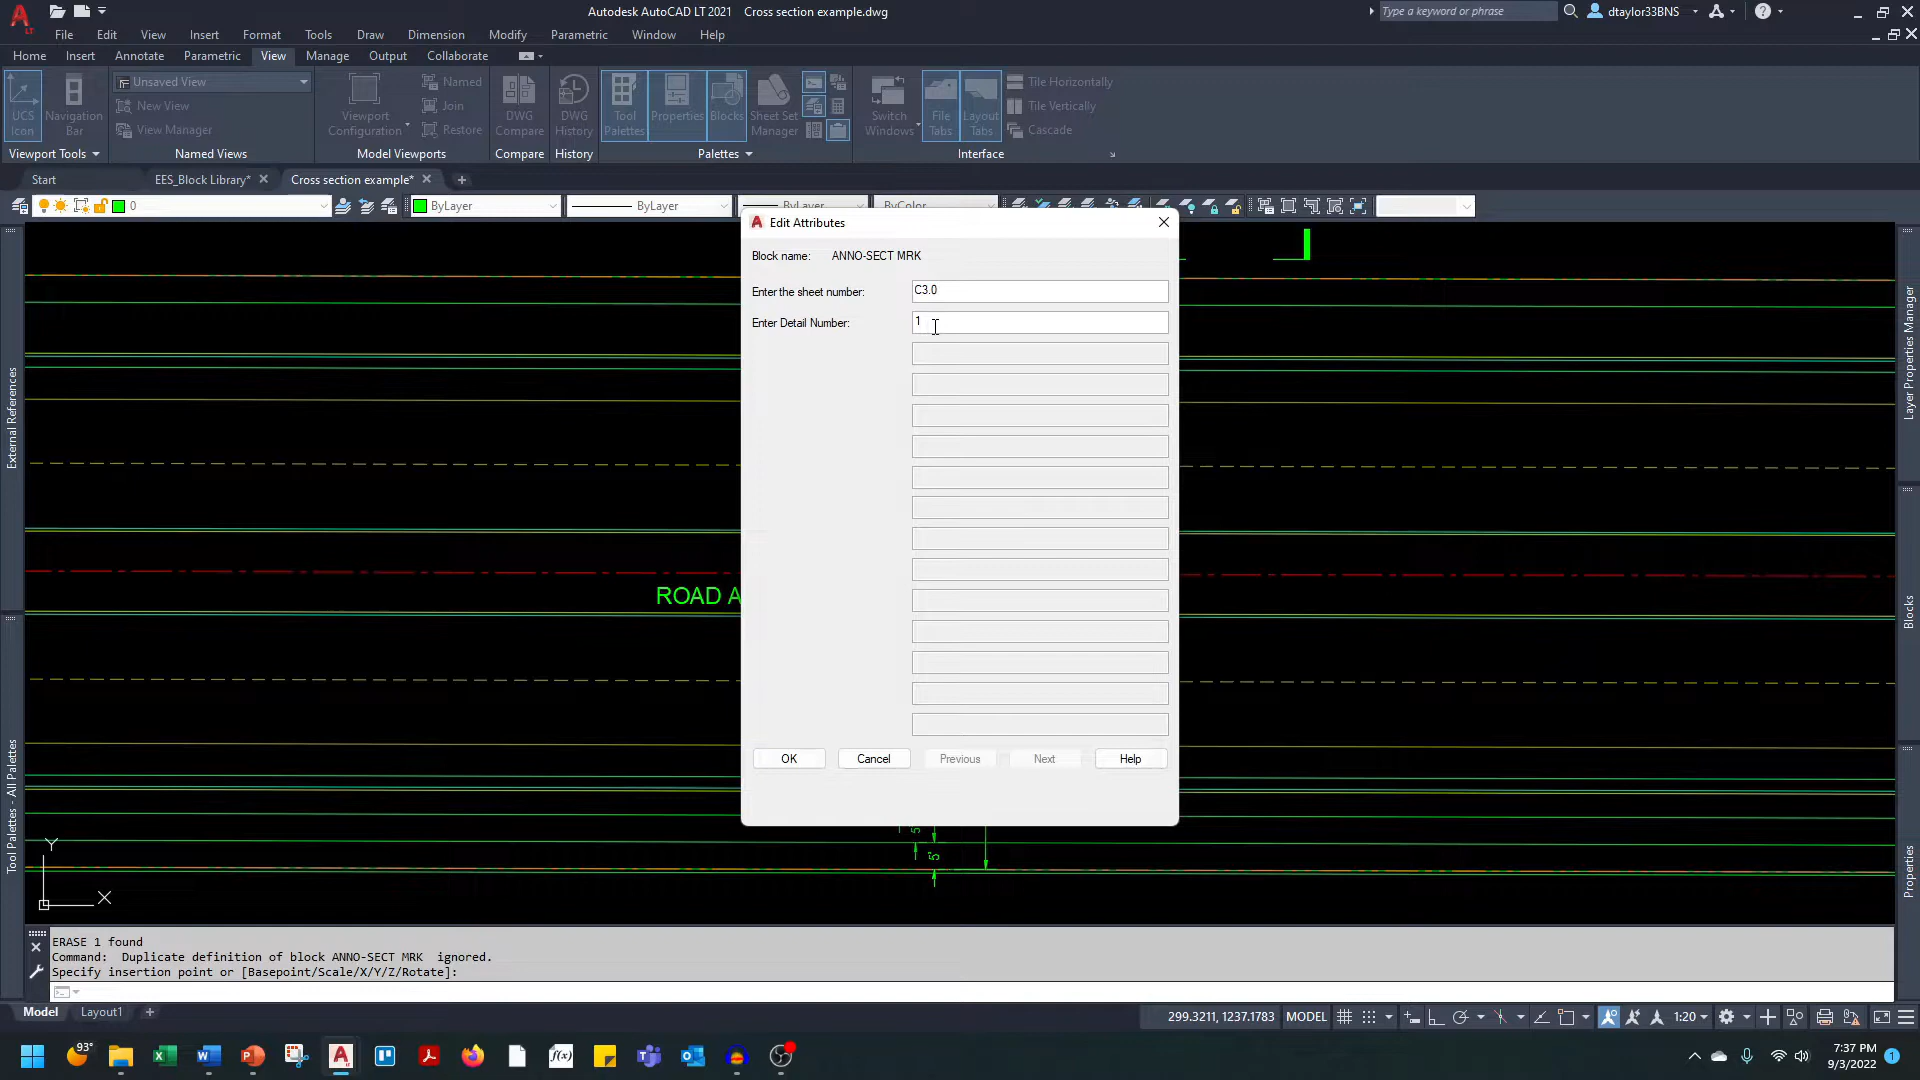 Autodesk AutoCAD LT 2021 Cross section example.dwg
Type a keyword or phrase
dtaylor33BNS
File Edit View Insert Format Tools Draw Dimension Modify Parametric Window Help
Home Insert Annotate Parametric View Manage Output Collaborate
UCS Icon
Navigation Bar
Unsaved View
New View
View Manager
Viewport Configuration
Named
Join
Restore
DWG Compare
DWG History
Tool Palettes
Properties
Blocks
Sheet Set Manager
Switch Windows
File Tabs
Layout Tabs
Tile Horizontally
Tile Vertically
Cascade
Viewport Tools Named Views Model Viewports Compare History Palettes Interface
Start EES_Block Library* Cross section example*
0 ByLayer ByLayer ByLayer ByColor
Edit Attributes
Block name: ANNO-SECT MRK
Enter the sheet number: C3.0
Enter Detail Number: 1
OK Cancel Previous Next Help
External References
Tool Palettes - All Palettes
Layer Properties Manager
Blocks
Properties
ROAD A
5'
5'
Y
X
ERASE 1 found
Command: Duplicate definition of block ANNO-SECT MRK ignored.
Specify insertion point or [Basepoint/Scale/X/Y/Z/Rotate]:
Model Layout1
299.3211, 1237.1783 MODEL 1:20
93°
7:37 PM
9/3/2022
1